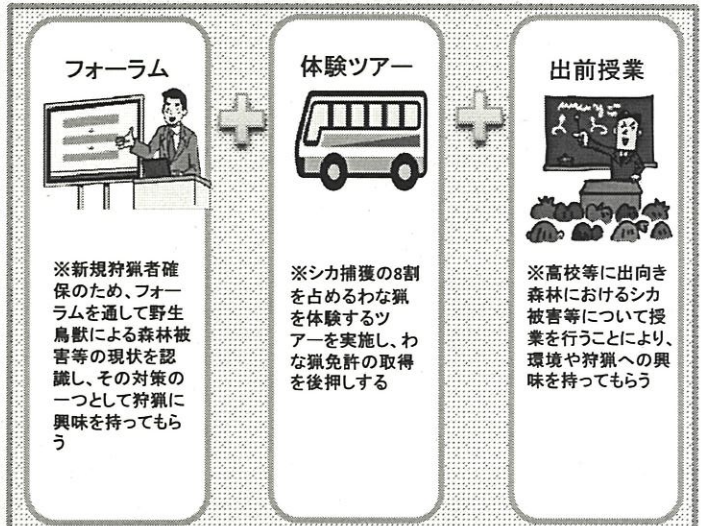 フォーラム
※新規狩猟者確
保のため、フォー
ラムを通して野生
鳥獣による森林被
害等の現状を認
識し、その対策の
一つとして狩猟に
興味を持ってもら
う
体験ツアー
※シカ捕獲の8割
を占めるわな猟
を体験するツ
アーを実施し、わ
な猟免許の取得
を後押しする
出前授業
※高校等に出向き
森林におけるシカ
被害等について授
業を行うことにより、
環境や狩猟への興
味を持ってもらう